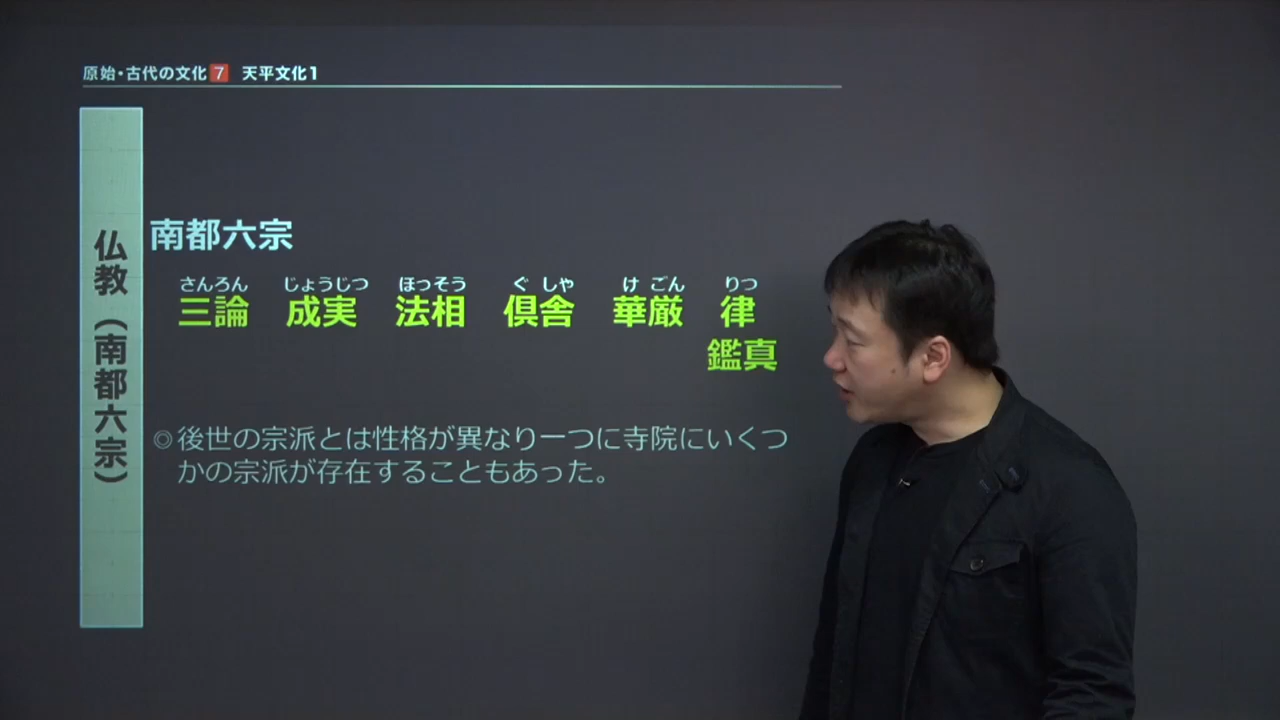 原始・古代の文化7 天平文化1
仏教(南都六宗)
南都六宗
さんろん じょうじつ ほっそう ぐしゃ けごん りつ
三論 成実 法相 倶舎 華厳 律
鑑真
◎後世の宗派とは性格が異なり一つに寺院にいくつ
かの宗派が存在することもあった。